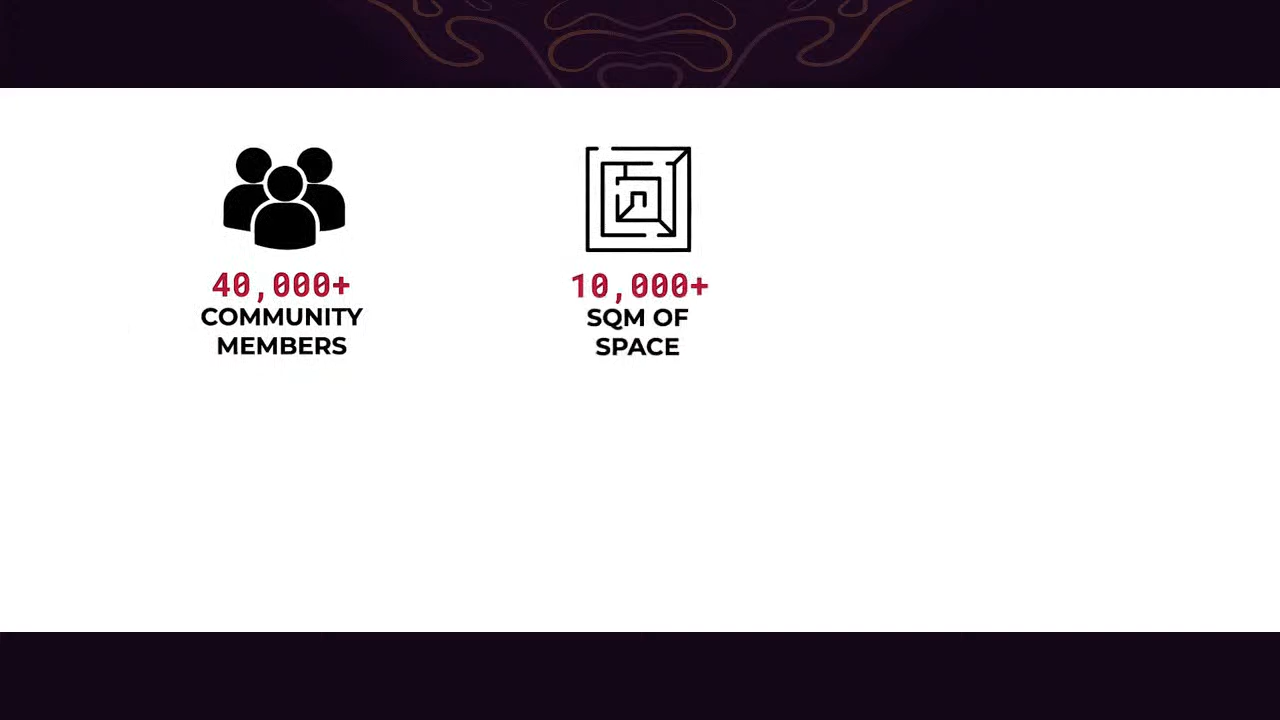 40,000+
COMMUNITY
MEMBERS
10,000+
SQM OF
SPACE